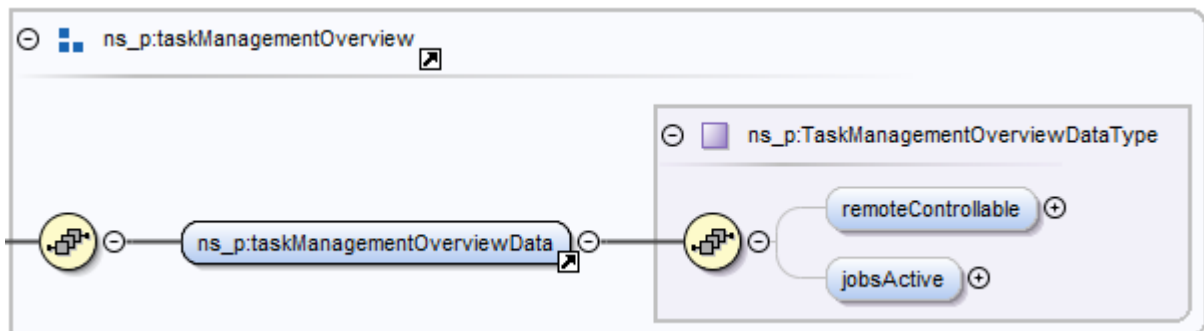 ns_p:taskManagementOverview
ns_p:TaskManagementOverviewDataType
remoteControllable
ns_p:taskManagementOverviewData
jobsActive